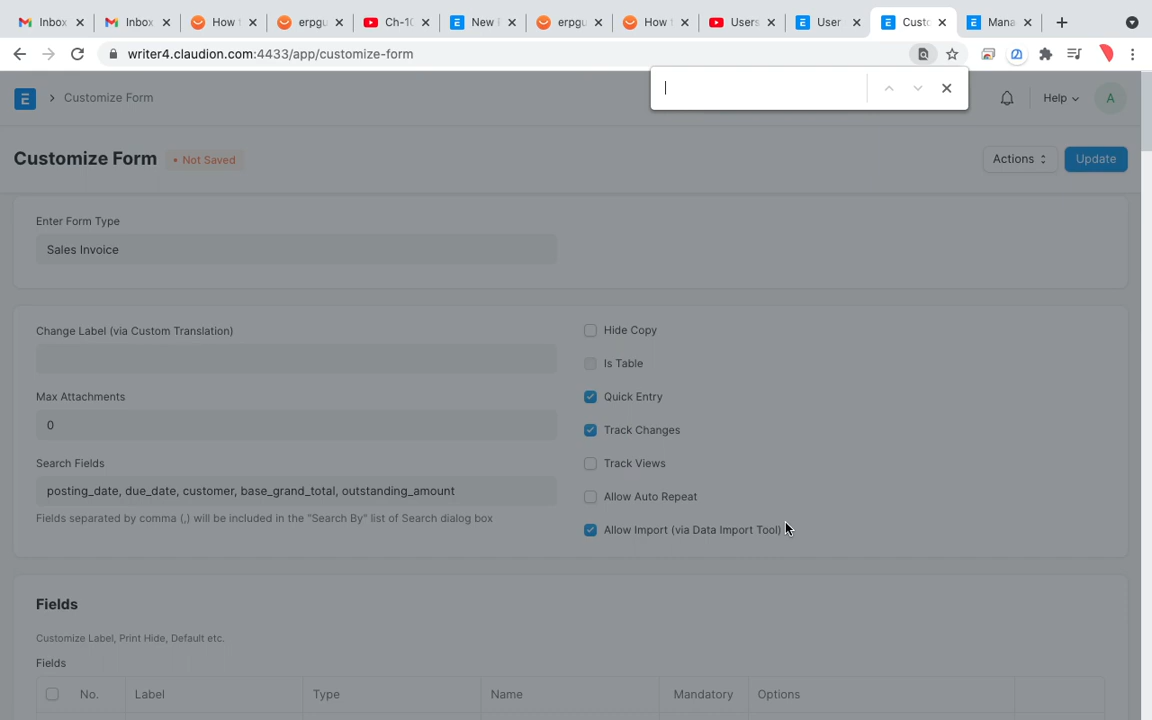 Inbox Inbox How t erpgu Ch-10 New F erpgu How t Users User Custo Mana
writer4.claudion.com:4433/app/customize-form
E Customize Form Help A
Customize Form • Not Saved Actions Update
Enter Form Type
Sales Invoice
Change Label (via Custom Translation)
Hide Copy
Is Table
Max Attachments
Quick Entry
0
Track Changes
Search Fields
Track Views
posting_date, due_date, customer, base_grand_total, outstanding_amount
Allow Auto Repeat
Fields separated by comma (,) will be included in the "Search By" list of Search dialog box
Allow Import (via Data Import Tool)
Fields
Customize Label, Print Hide, Default etc.
Fields
No. Label Type Name Mandatory Options